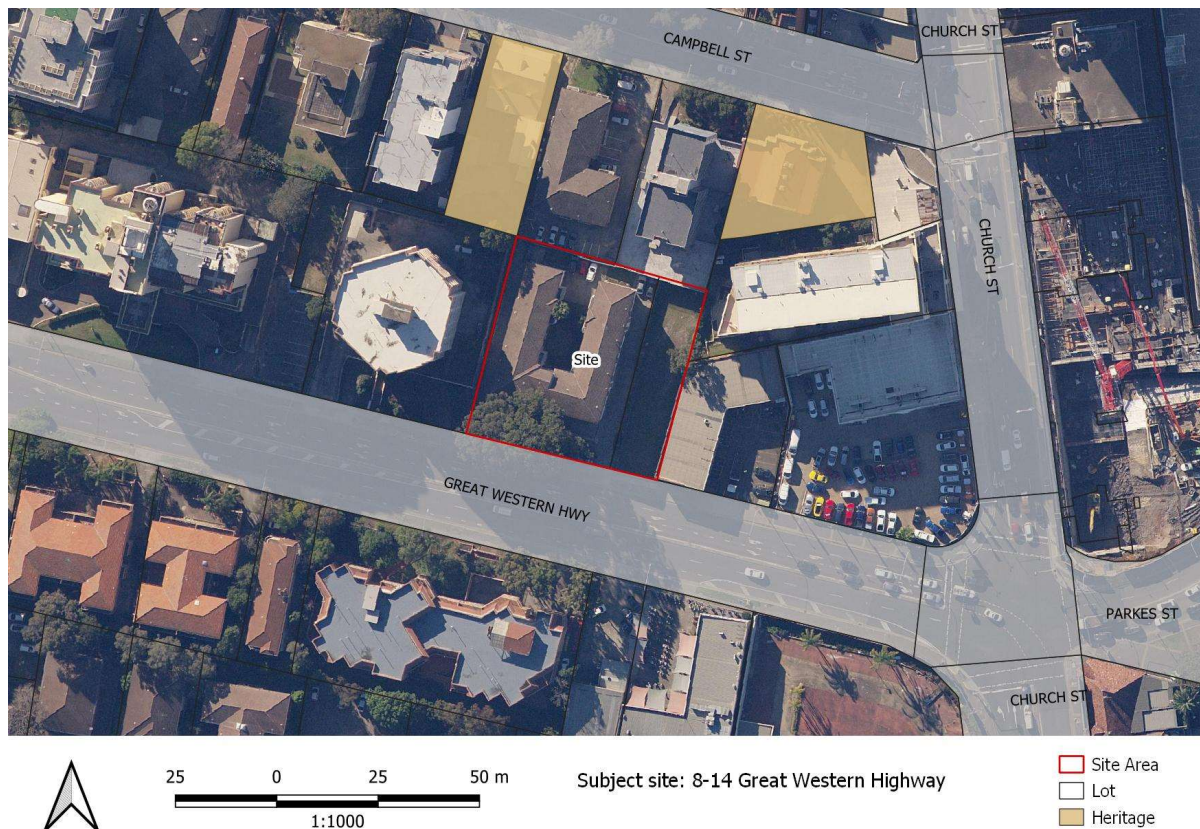 CHURCH ST
CAMPBELL ST
CHURCH ST
Site
GREAT WESTERN HWY
PARKES ST
CHURCH ST
25 0 25 50 m
1:1000
Subject site: 8-14 Great Western Highway
Site Area
Lot
Heritage